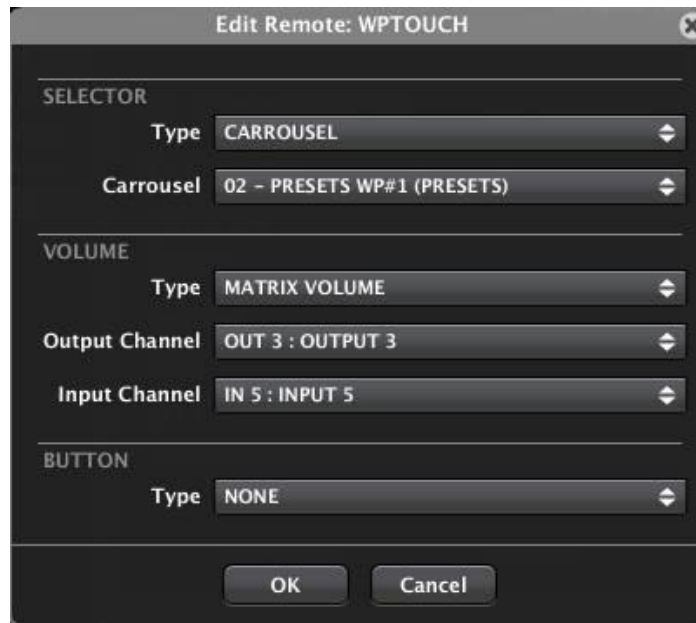 Edit Remote: WPTOUCH
SELECTOR
Type CARROUSEL
Carrousel 02 – PRESETS WP#1 (PRESETS)
VOLUME
Type MATRIX VOLUME
Output Channel OUT 3 : OUTPUT 3
Input Channel IN 5 : INPUT 5
BUTTON
Type NONE
OK Cancel